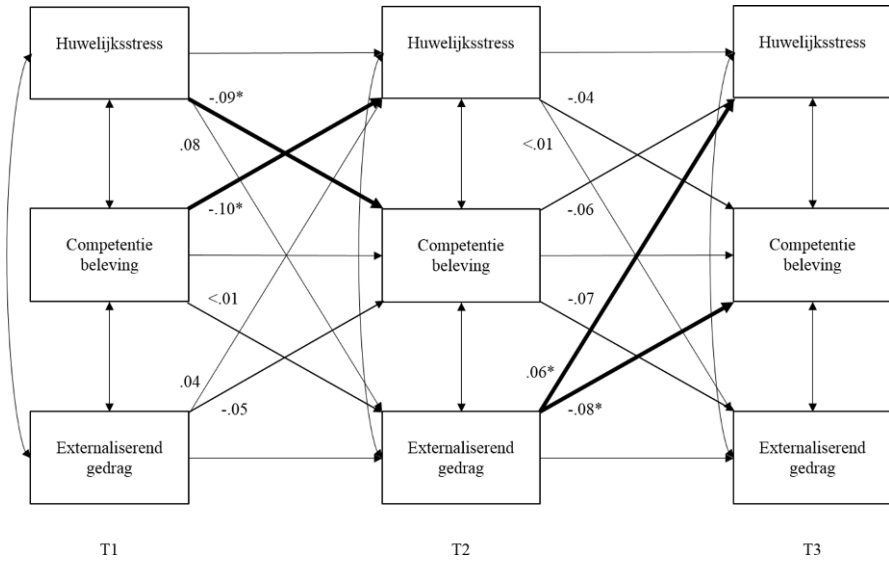 Huwelijksstress
Huwelijksstress
Huwelijksstress
-.09*
-.04
.08
<.01
-.10*
-.06
Competentie
beleving
Competentie
beleving
Competentie
beleving
<.01
-.07
.04
.06*
-.05
-.08*
Externaliserend
gedrag
Externaliserend
gedrag
Externaliserend
gedrag
T1
T2
T3